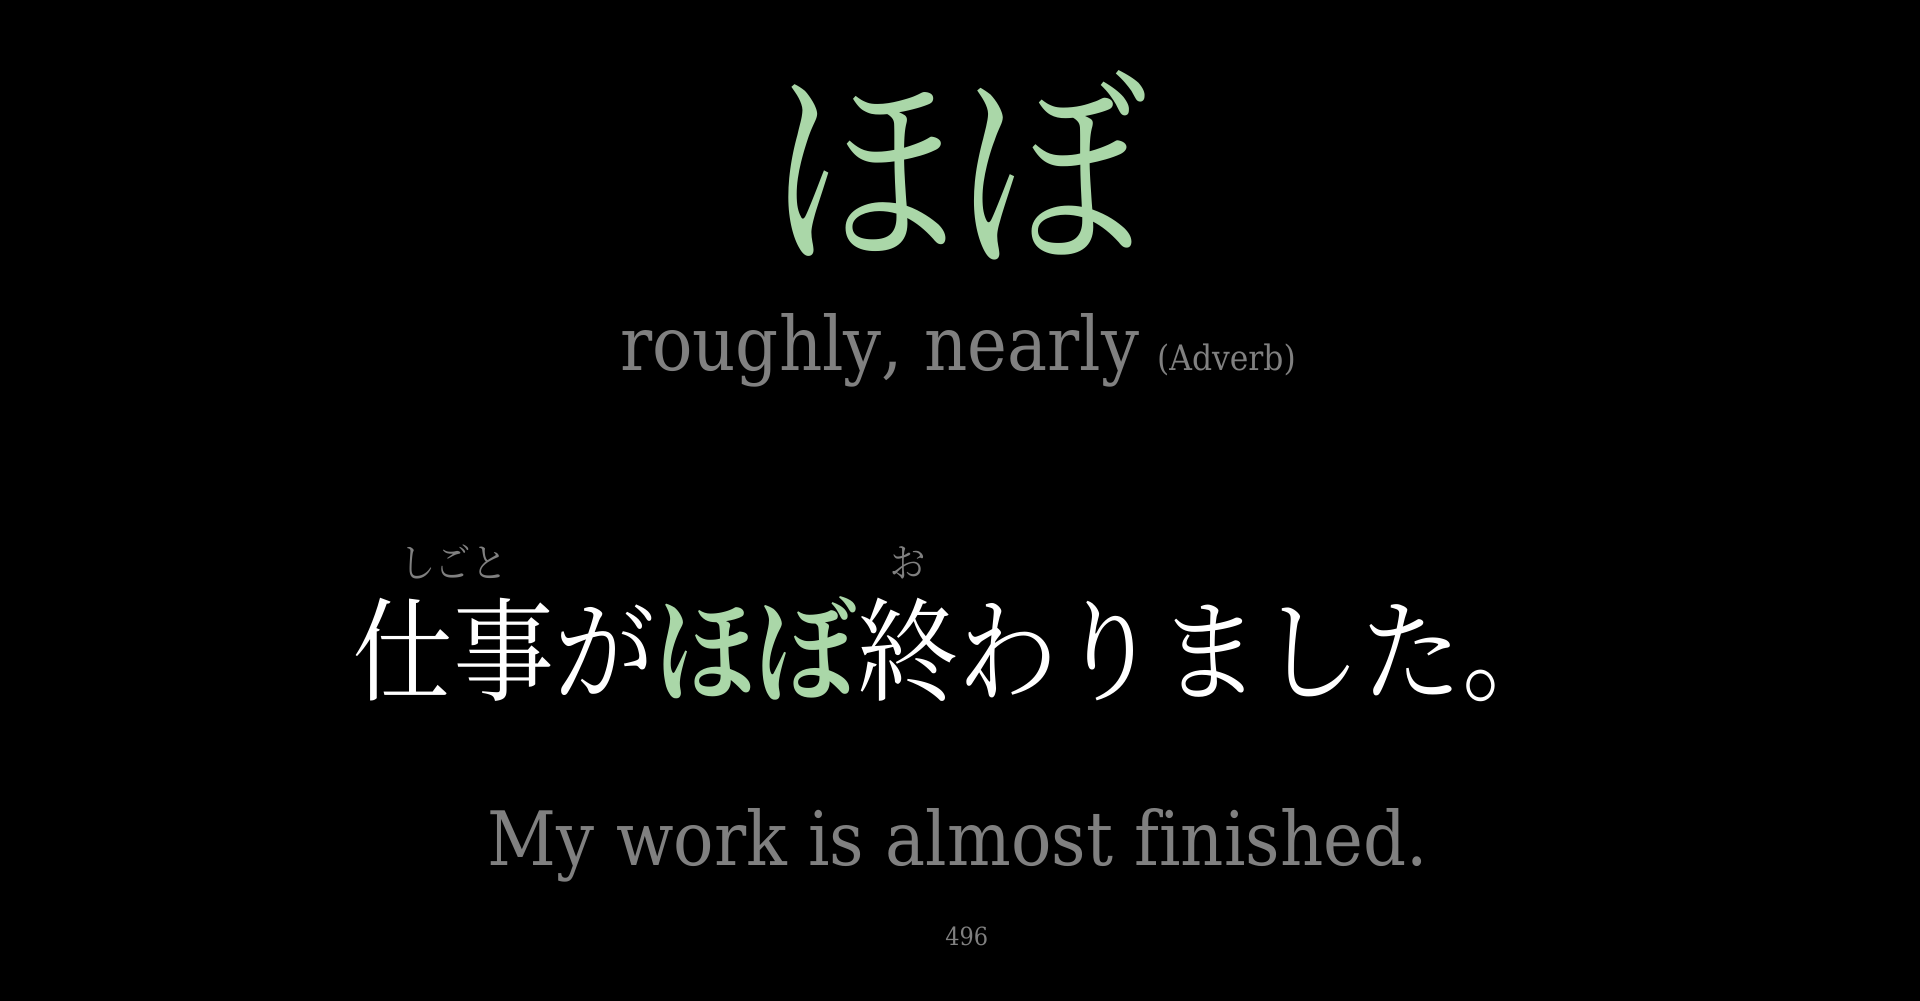 ほぼ
roughly, nearly (Adverb)
しごと お
仕事がほぼ終わりました。
My work is almost finished.
496